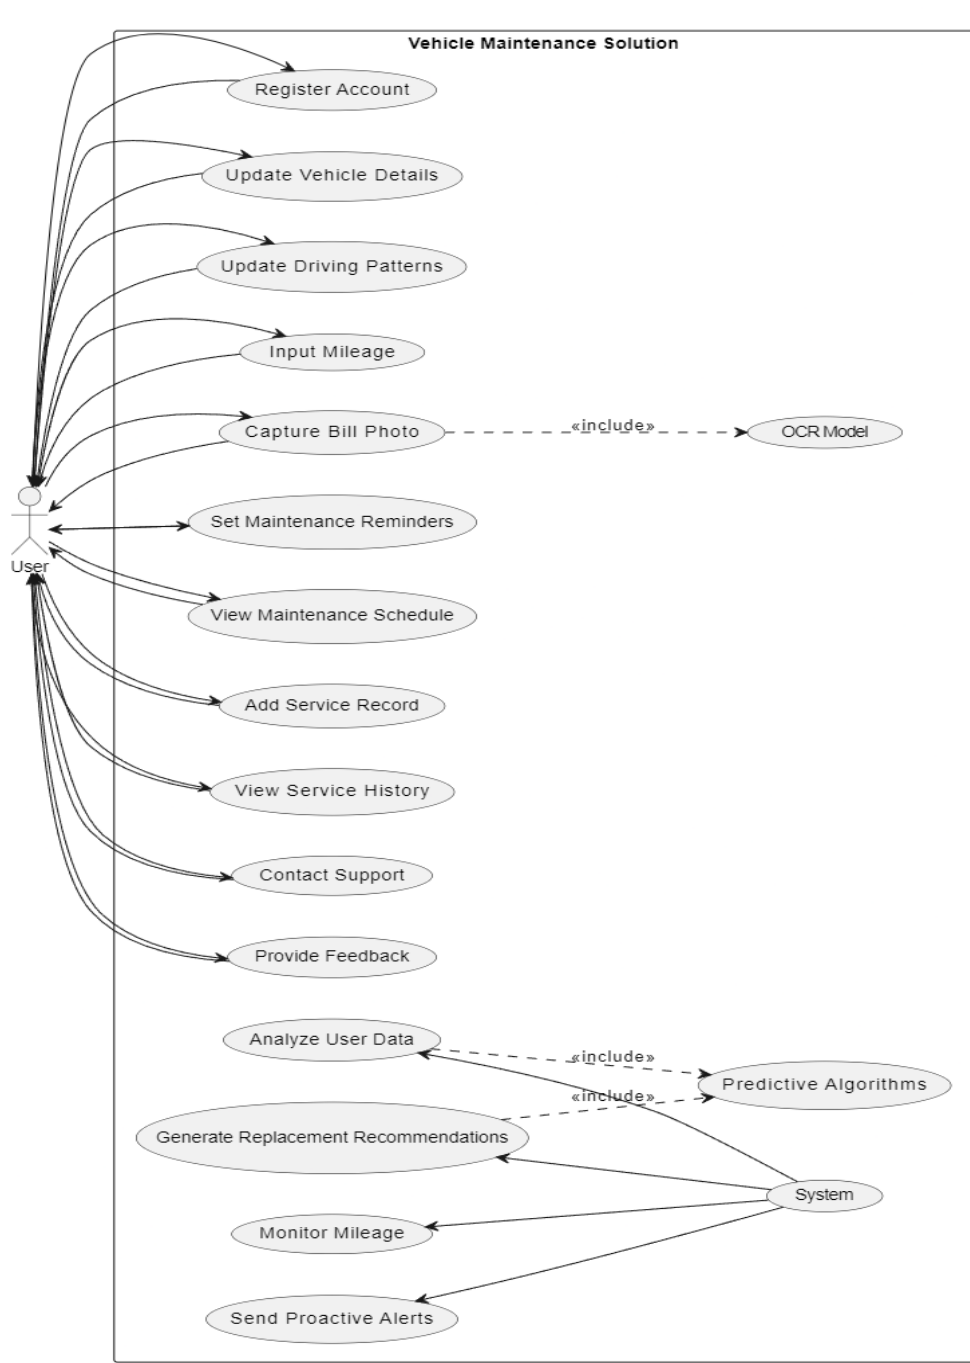 Vehicle Maintenance Solution
Register Account
Update Vehicle Details
Update Driving Patterns
Input Mileage
Capture Bill Photo
«include»
OCR Model
Set Maintenance Reminders
User
View Maintenance Schedule
Add Service Record
View Service History
Contact Support
Provide Feedback
Analyze User Data
«include»
Predictive Algorithms
«include»
Generate Replacement Recommendations
System
Monitor Mileage
Send Proactive Alerts